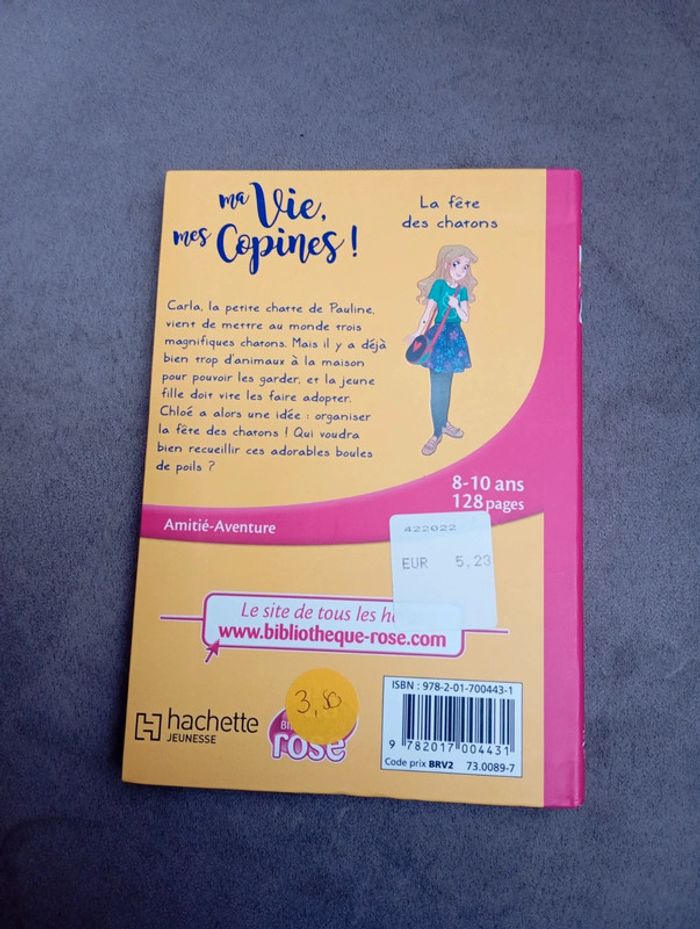 ma Vie,
mes Copines !
La fête
des chatons
Carla, la petite chatte de Pauline,
vient de mettre au monde trois
magnifiques chatons. Mais il y a déjà
bien trop d'animaux à la maison
pour pouvoir les garder, et la jeune
fille doit vite les faire adopter.
Chloé a alors une idée : organiser
la fête des chatons ! Qui voudra
bien recueillir ces adorables boules
de poils ?
8-10 ans
128 pages
Amitié-Aventure
422022
EUR 5,23
Le site de tous les
www.bibliotheque-rose.com
3,50
hachette
JEUNESSE
rose
ISBN : 978-2-01-700443-1
9 782017 004431
Code prix BRV2 73.0089-7